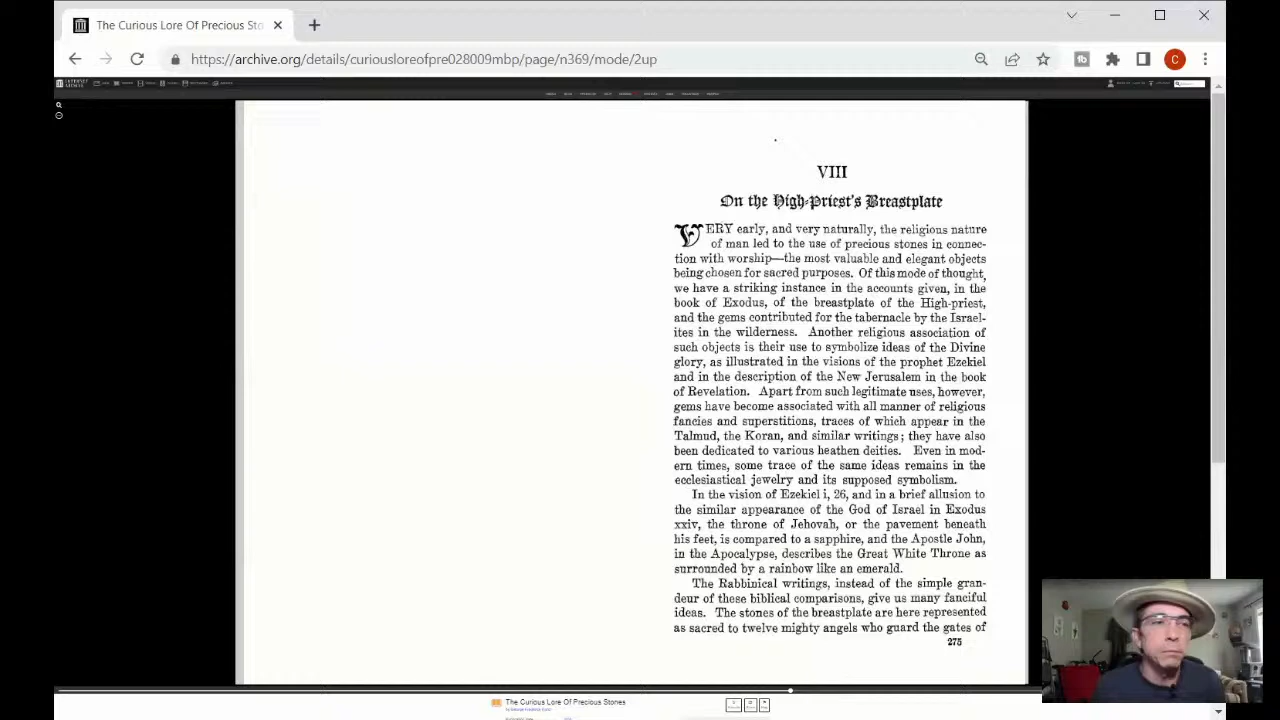 The Curious Lore Of Precious Sto
https://archive.org/details/curiousloreofpre028009mbp/page/n369/mode/2up
C
VIII
On the High-Priest's Breastplate
VERY early, and very naturally, the religious nature
of man led to the use of precious stones in connec-
tion with worship—the most valuable and elegant objects
being chosen for sacred purposes. Of this mode of thought,
we have a striking instance in the accounts given, in the
book of Exodus, of the breastplate of the High-priest,
and the gems contributed for the tabernacle by the Israel-
ites in the wilderness. Another religious association of
such objects is their use to symbolize ideas of the Divine
glory, as illustrated in the visions of the prophet Ezekiel
and in the description of the New Jerusalem in the book
of Revelation. Apart from such legitimate uses, however,
gems have become associated with all manner of religious
fancies and superstitions, traces of which appear in the
Talmud, the Koran, and similar writings; they have also
been dedicated to various heathen deities. Even in mod-
ern times, some trace of the same ideas remains in the
ecclesiastical jewelry and its supposed symbolism.
In the vision of Ezekiel i, 26, and in a brief allusion to
the similar appearance of the God of Israel in Exodus
xxiv, the throne of Jehovah, or the pavement beneath
his feet, is compared to a sapphire, and the Apostle John,
in the Apocalypse, describes the Great White Throne as
surrounded by a rainbow like an emerald.
The Rabbinical writings, instead of the simple gran-
deur of these biblical comparisons, give us many fanciful
ideas. The stones of the breastplate are here represented
as sacred to twelve mighty angels who guard the gates of
275
The Curious Lore Of Precious Stones